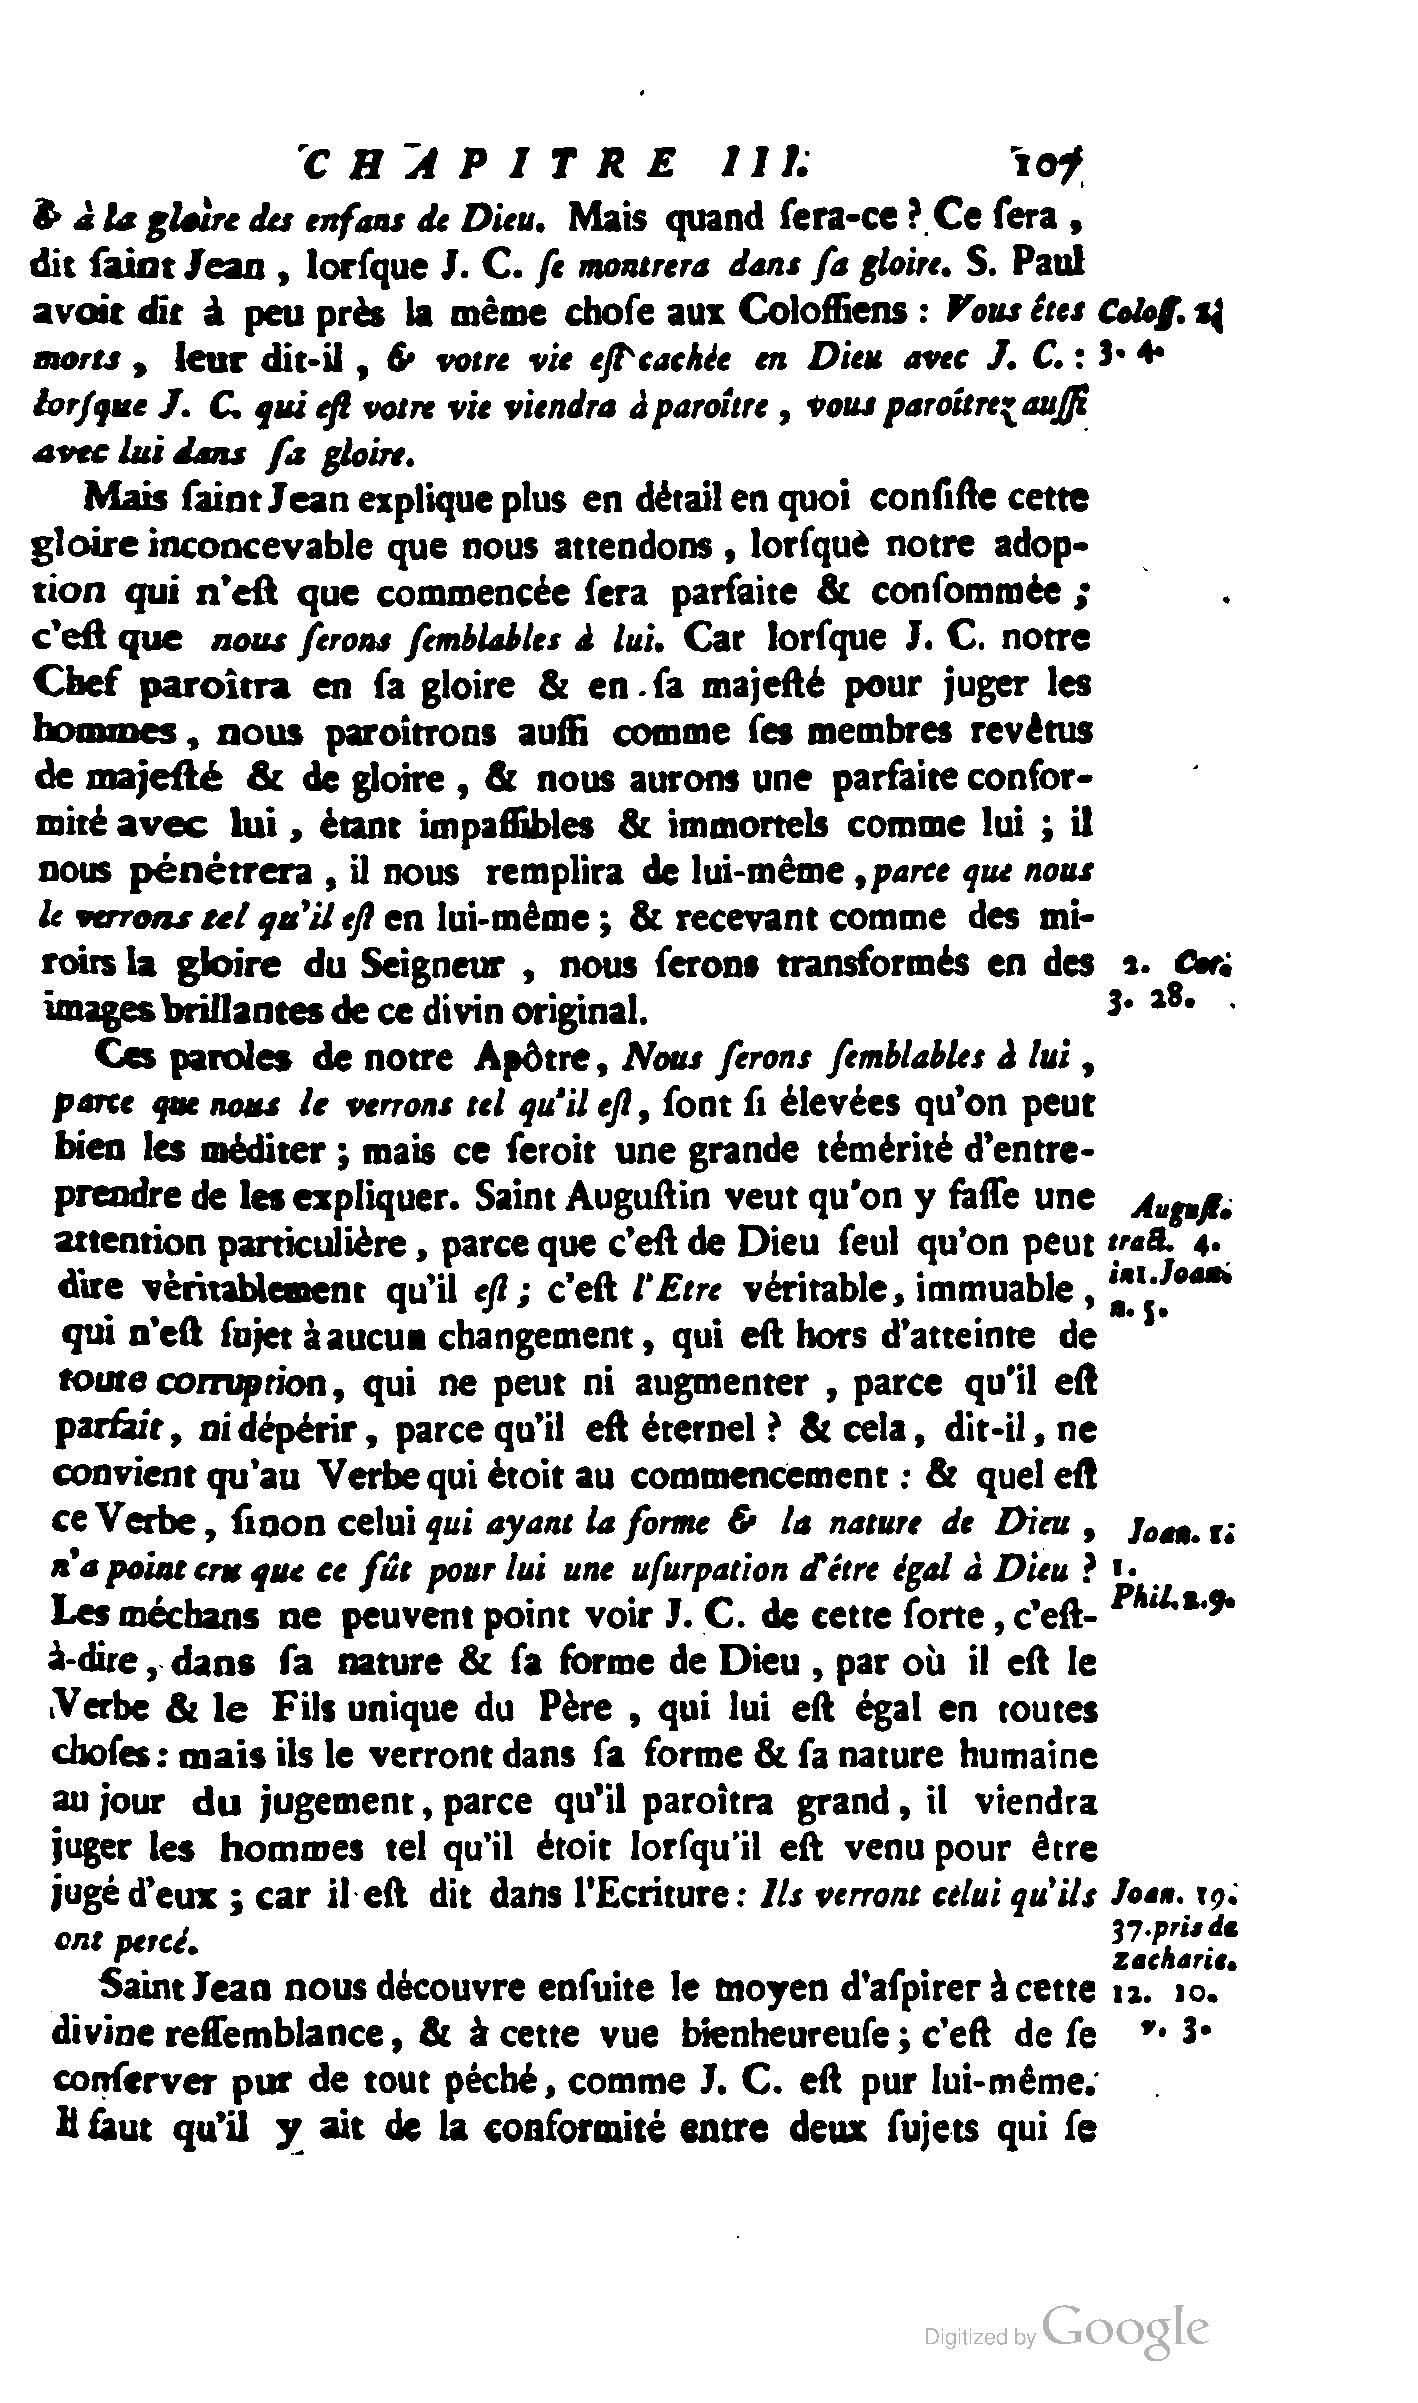 CHAPITRE III. 107
& à la gloire des enfans de Dieu. Mais quand ſera-ce ? Ce ſera ,
dit ſaint Jean , lorſque J. C. ſe montrera dans ſa gloire. S. Paul
avoit dit à peu près la même choſe aux Coloſſiens : Vous êtes
Coloſſ.
morts , leur dit-il , & votre vie eſt cachée en Dieu avec J. C. :
3. 4.
lorſque J. C. qui eſt votre vie viendra à paroître , vous paroîtrez auſſi
avec lui dans ſa gloire.
Mais ſaint Jean explique plus en détail en quoi conſiſte cette
gloire inconcevable que nous attendons , lorſquè notre adop-
tion qui n'eſt que commencée ſera parfaite & conſommée ;
c'eſt que nous ſerons ſemblables à lui. Car lorſque J. C. notre
Chef paroîtra en ſa gloire & en ſa majeſté pour juger les
hommes , nous paroîtrons auſſi comme ſes membres revêtus
de majeſté & de gloire , & nous aurons une parfaite confor-
mité avec lui , étant impaſſibles & immortels comme lui ; il
nous pénétrera , il nous remplira de lui-même , parce que nous
le verrons tel qu'il eſt en lui-même ; & recevant comme des mi-
roirs la gloire du Seigneur , nous ſerons transformés en des
2. Cor.
images brillantes de ce divin original.
3. 28.
Ces paroles de notre Apôtre, Nous ſerons ſemblables à lui ,
parce que nous le verrons tel qu'il eſt, ſont ſi élevées qu'on peut
bien les méditer ; mais ce ſeroit une grande témérité d'entre-
prendre de les expliquer. Saint Auguſtin veut qu'on y faſſe une
Auguſt.
attention particulière , parce que c'eſt de Dieu ſeul qu'on peut
tract. 4.
dire vèritablement qu'il eſt ; c'eſt l'Etre véritable, immuable ,
in 1. Joan.
n. 5.
qui n'eſt ſujet à aucun changement, qui eſt hors d'atteinte de
toute corruption, qui ne peut ni augmenter , parce qu'il eſt
parfait, ni dépérir, parce qu'il eſt éternel ? & cela, dit-il, ne
convient qu'au Verbe qui étoit au commencement : & quel eſt
ce Verbe, ſinon celui qui ayant la forme & la nature de Dieu ,
Joan. 1.
n'a point cru que ce fût pour lui une uſurpation d'être égal à Dieu ?
1.
Les méchans ne peuvent point voir J. C. de cette ſorte, c'eſt-
Phil. 2. 9.
à-dire, dans ſa nature & ſa forme de Dieu , par où il eſt le
Verbe & le Fils unique du Père , qui lui eſt égal en toutes
choſes : mais ils le verront dans ſa forme & ſa nature humaine
au jour du jugement, parce qu'il paroîtra grand, il viendra
juger les hommes tel qu'il étoit lorſqu'il eſt venu pour être
jugé d'eux ; car il eſt dit dans l'Ecriture : Ils verront celui qu'ils
Joan. 19.
ont percé.
37. pris de
Zacharie.
Saint Jean nous découvre enſuite le moyen d'aſpirer à cette
12. 10.
divine reſſemblance, & à cette vue bienheureuſe ; c'eſt de ſe
v. 3.
conſerver pur de tout péché, comme J. C. eſt pur lui-même.
Il faut qu'il y ait de la conformité entre deux ſujets qui ſe
Digitized by Google